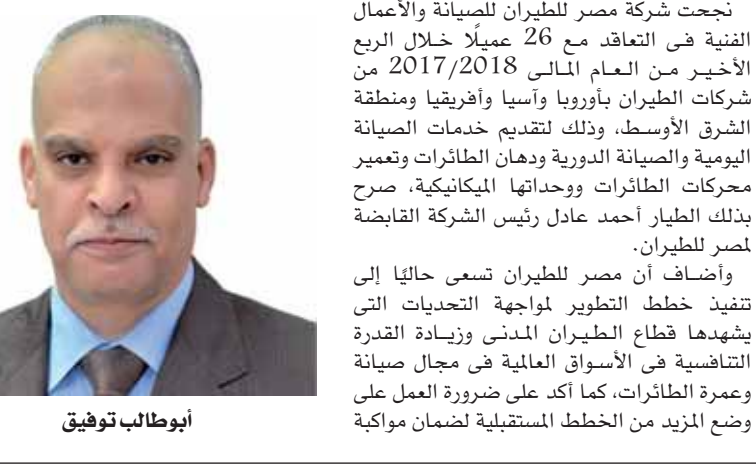 نجحت شركة مصر للطيران للصيانة والأعمال
الفنية فى التعاقد مع 26 عميلًا خلال الربع
الأخير من العام المالى 2017/2018 من
شركات الطيران بأوروبا وآسيا وأفريقيا ومنطقة
الشرق الأوسط، وذلك لتقديم خدمات الصيانة
اليومية والصيانة الدورية ودهان الطائرات وتعمير
محركات الطائرات ووحداتها الميكانيكية، صرح
بذلك الطيار أحمد عادل رئيس الشركة القابضة
لمصر للطيران.
وأضاف أن مصر للطيران تسعى حاليًا إلى
تنفيذ خطط التطوير لمواجهة التحديات التى
يشهدها قطاع الطيران المدنى وزيادة القدرة
التنافسية فى الأسواق العالمية فى مجال صيانة
وعمرة الطائرات، كما أكد على ضرورة العمل على
وضع المزيد من الخطط المستقبلية لضمان مواكبة
أبوطالب توفيق